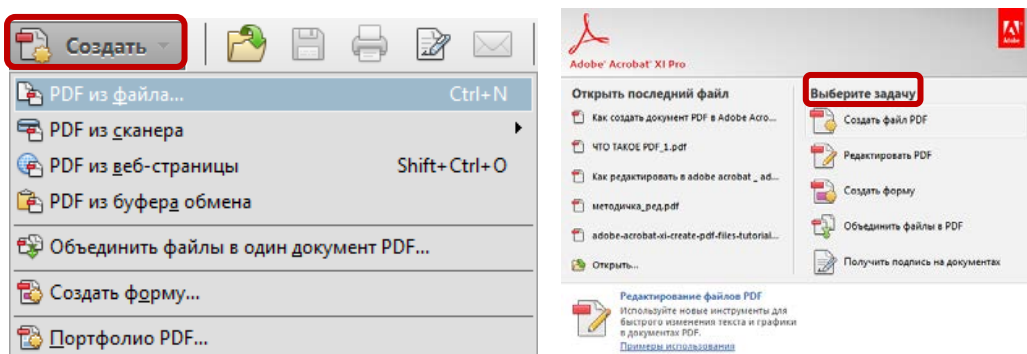 Создать
PDF из файла... Ctrl+N
PDF из сканера
PDF из веб-страницы Shift+Ctrl+O
PDF из буфера обмена
Объединить файлы в один документ PDF...
Создать форму...
Портфолио PDF...
Adobe
Adobe® Acrobat® XI Pro
Открыть последний файл
Как создать документ PDF в Adobe Acro...
ЧТО ТАКОЕ PDF_1.pdf
Как редактировать в adobe acrobat _ ad...
методичка_ред.pdf
adobe-acrobat-xi-create-pdf-files-tutorial...
Открыть...
Выберите задачу
Создать файл PDF
Редактировать PDF
Создать форму
Объединить файлы в PDF
Получить подпись на документах
Редактирование файлов PDF
Используйте новые инструменты для
быстрого изменения текста и графики
в документах PDF.
Примеры использования